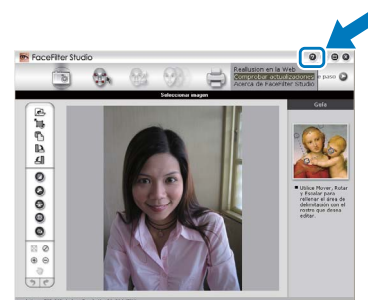 FaceFilter Studio
Reallusion en la Web
Comprobar actualizaciones
e paso
Acerca de FaceFilter Studio
Seleccionar imagen
Guía
Utilice Mover, Rotar
y Escalar para
rellenar el área de
delimitación con el
rostro que desea
editar.